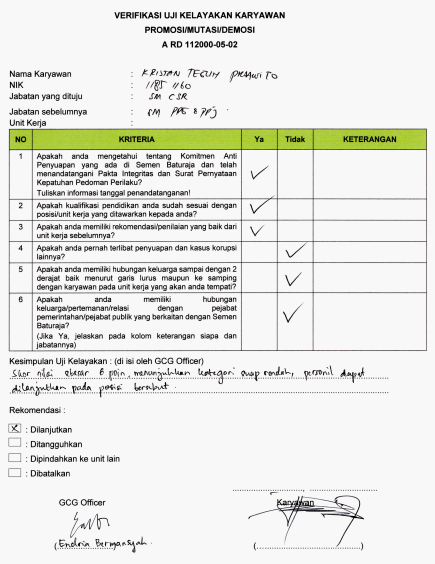 VERIFIKASI UJI KELAYAKAN KARYAWAN
PROMOSI/MUTASI/DEMOSI
A RD 112000-05-02
Nama Karyawan : KRISTAN TEGUH PRAWITO
NIK : 1185 1160
Jabatan yang dituju : SM CSR
Jabatan sebelumnya : SM PPE & PPj
Unit Kerja :
NO KRITERIA Ya Tidak KETERANGAN
1 Apakah anda mengetahui tentang Komitmen Anti
Penyuapan yang ada di Semen Baturaja dan telah
menandatangani Pakta Integritas dan Surat Pernyataan
Kepatuhan Pedoman Perilaku?
Tuliskan informasi tanggal penandatanganan!
2 Apakah kualifikasi pendidikan anda sudah sesuai dengan
posisi/unit kerja yang ditawarkan kepada anda?
3 Apakah anda memiliki rekomendasi/penilaian yang baik dari
unit kerja sebelumnya?
4 Apakah anda pernah terlibat penyuapan dan kasus korupsi
lainnya?
5 Apakah anda memiliki hubungan keluarga sampai dengan 2
derajat baik menurut garis lurus maupun ke samping
dengan karyawan pada unit kerja yang akan anda tempati?
6 Apakah anda memiliki hubungan
keluarga/pertemanan/relasi dengan pejabat
pemerintahan/pejabat publik yang berkaitan dengan Semen
Baturaja?
(Jika Ya, jelaskan pada kolom keterangan siapa dan
jabatannya)
Kesimpulan Uji Kelayakan : (di isi oleh GCG Officer)
Skor nilai sebesar 6 poin, menunjukkan kategori suap rendah, personil dapat
dilanjutkan pada posisi tersebut.
Rekomendasi :
: Dilanjutkan
: Ditangguhkan
: Dipindahkan ke unit lain
: Dibatalkan
GCG Officer
Karyawan
(Endria Bermansyah.
(..............................)